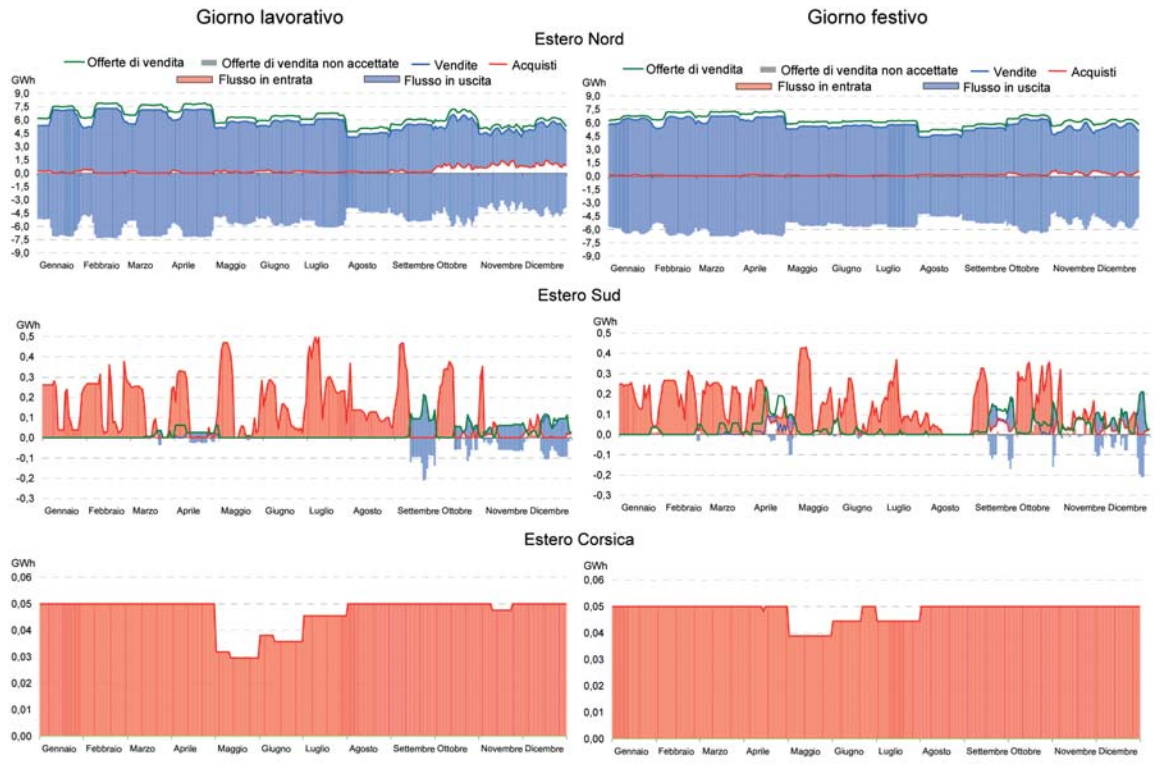 Giorno lavorativo
Giorno festivo
Estero Nord
Offerte di vendita
Offerte di vendita non accettate
Vendite
Acquisti
Flusso in entrata
Flusso in uscita
GWh
9,0
7,5
6,0
4,5
3,0
1,5
0,0
-1,5
-3,0
-4,5
-6,0
-7,5
-9,0
Gennaio Febbraio Marzo Aprile Maggio Giugno Luglio Agosto Settembre Ottobre Novembre Dicembre
Offerte di vendita
Offerte di vendita non accettate
Vendite
Acquisti
Flusso in entrata
Flusso in uscita
GWh
9,0
7,5
6,0
4,5
3,0
1,5
0,0
-1,5
-3,0
-4,5
-6,0
-7,5
-9,0
Gennaio Febbraio Marzo Aprile Maggio Giugno Luglio Agosto Settembre Ottobre Novembre Dicembre
Estero Sud
GWh
0,5
0,4
0,3
0,2
0,1
0,0
-0,1
-0,2
-0,3
Gennaio Febbraio Marzo Aprile Maggio Giugno Luglio Agosto Settembre Ottobre Novembre Dicembre
GWh
0,5
0,4
0,3
0,2
0,1
0,0
-0,1
-0,2
-0,3
Gennaio Febbraio Marzo Aprile Maggio Giugno Luglio Agosto Settembre Ottobre Novembre Dicembre
Estero Corsica
GWh
0,06
0,05
0,04
0,03
0,02
0,01
0,00
Gennaio Febbraio Marzo Aprile Maggio Giugno Luglio Agosto Settembre Ottobre Novembre Dicembre
GWh
0,06
0,05
0,04
0,03
0,02
0,01
0,00
Gennaio Febbraio Marzo Aprile Maggio Giugno Luglio Agosto Settembre Ottobre Novembre Dicembre